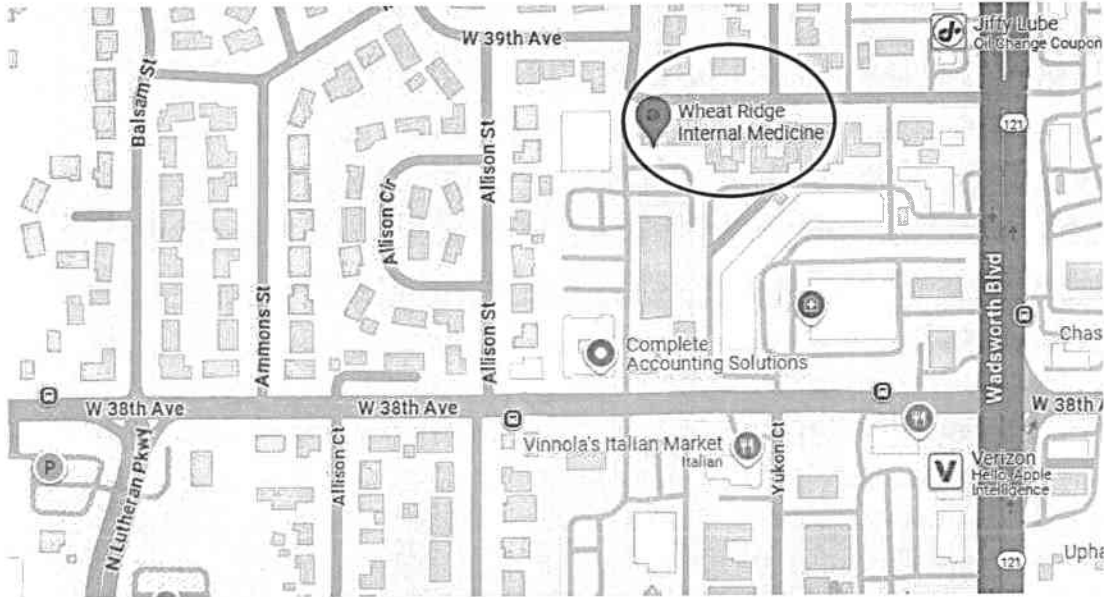 W 39th Ave
Jiffy Lube
Oil Change Coupon
Balsam St
Wheat Ridge
Internal Medicine
121
Allison St
Allison Cir
Wadsworth Blvd
Ammons St
Allison St
Complete
Accounting Solutions
Chas
W 38th Ave
W 38th Ave
W 38th A
Vinnola's Italian Market
Italian
Verizon
Hello, Apple
Intelligence
V
P
N Lutheran Pkwy
Allison Ct
Yukon Ct
Upha
121